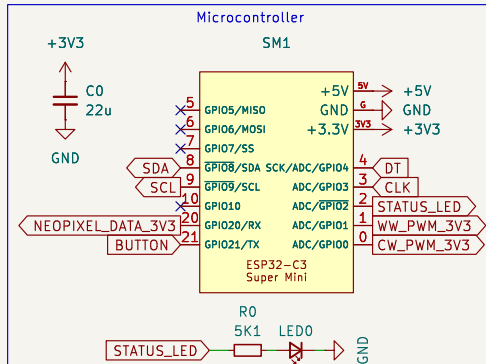 Microcontroller
SM1
+3V3
C0
22u
GND
5 GPIO5/MISO
6 GPIO6/MOSI
7 GPIO7/SS
SDA 8 GPIO8/SDA
SCL 9 GPIO9/SCL
10 GPIO10
NEOPIXEL_DATA_3V3 20 GPIO20/RX
BUTTON 21 GPIO21/TX
+5V 5V +5V
GND G GND
+3.3V 3V3 +3V3
SCK/ADC/GPIO4 4 DT
ADC/GPIO3 3 CLK
ADC/GPIO2 2 STATUS_LED
ADC/GPIO1 1 WW_PWM_3V3
ADC/GPIO0 0 CW_PWM_3V3
ESP32-C3
Super Mini
STATUS_LED
R0
5K1
LED0
GND